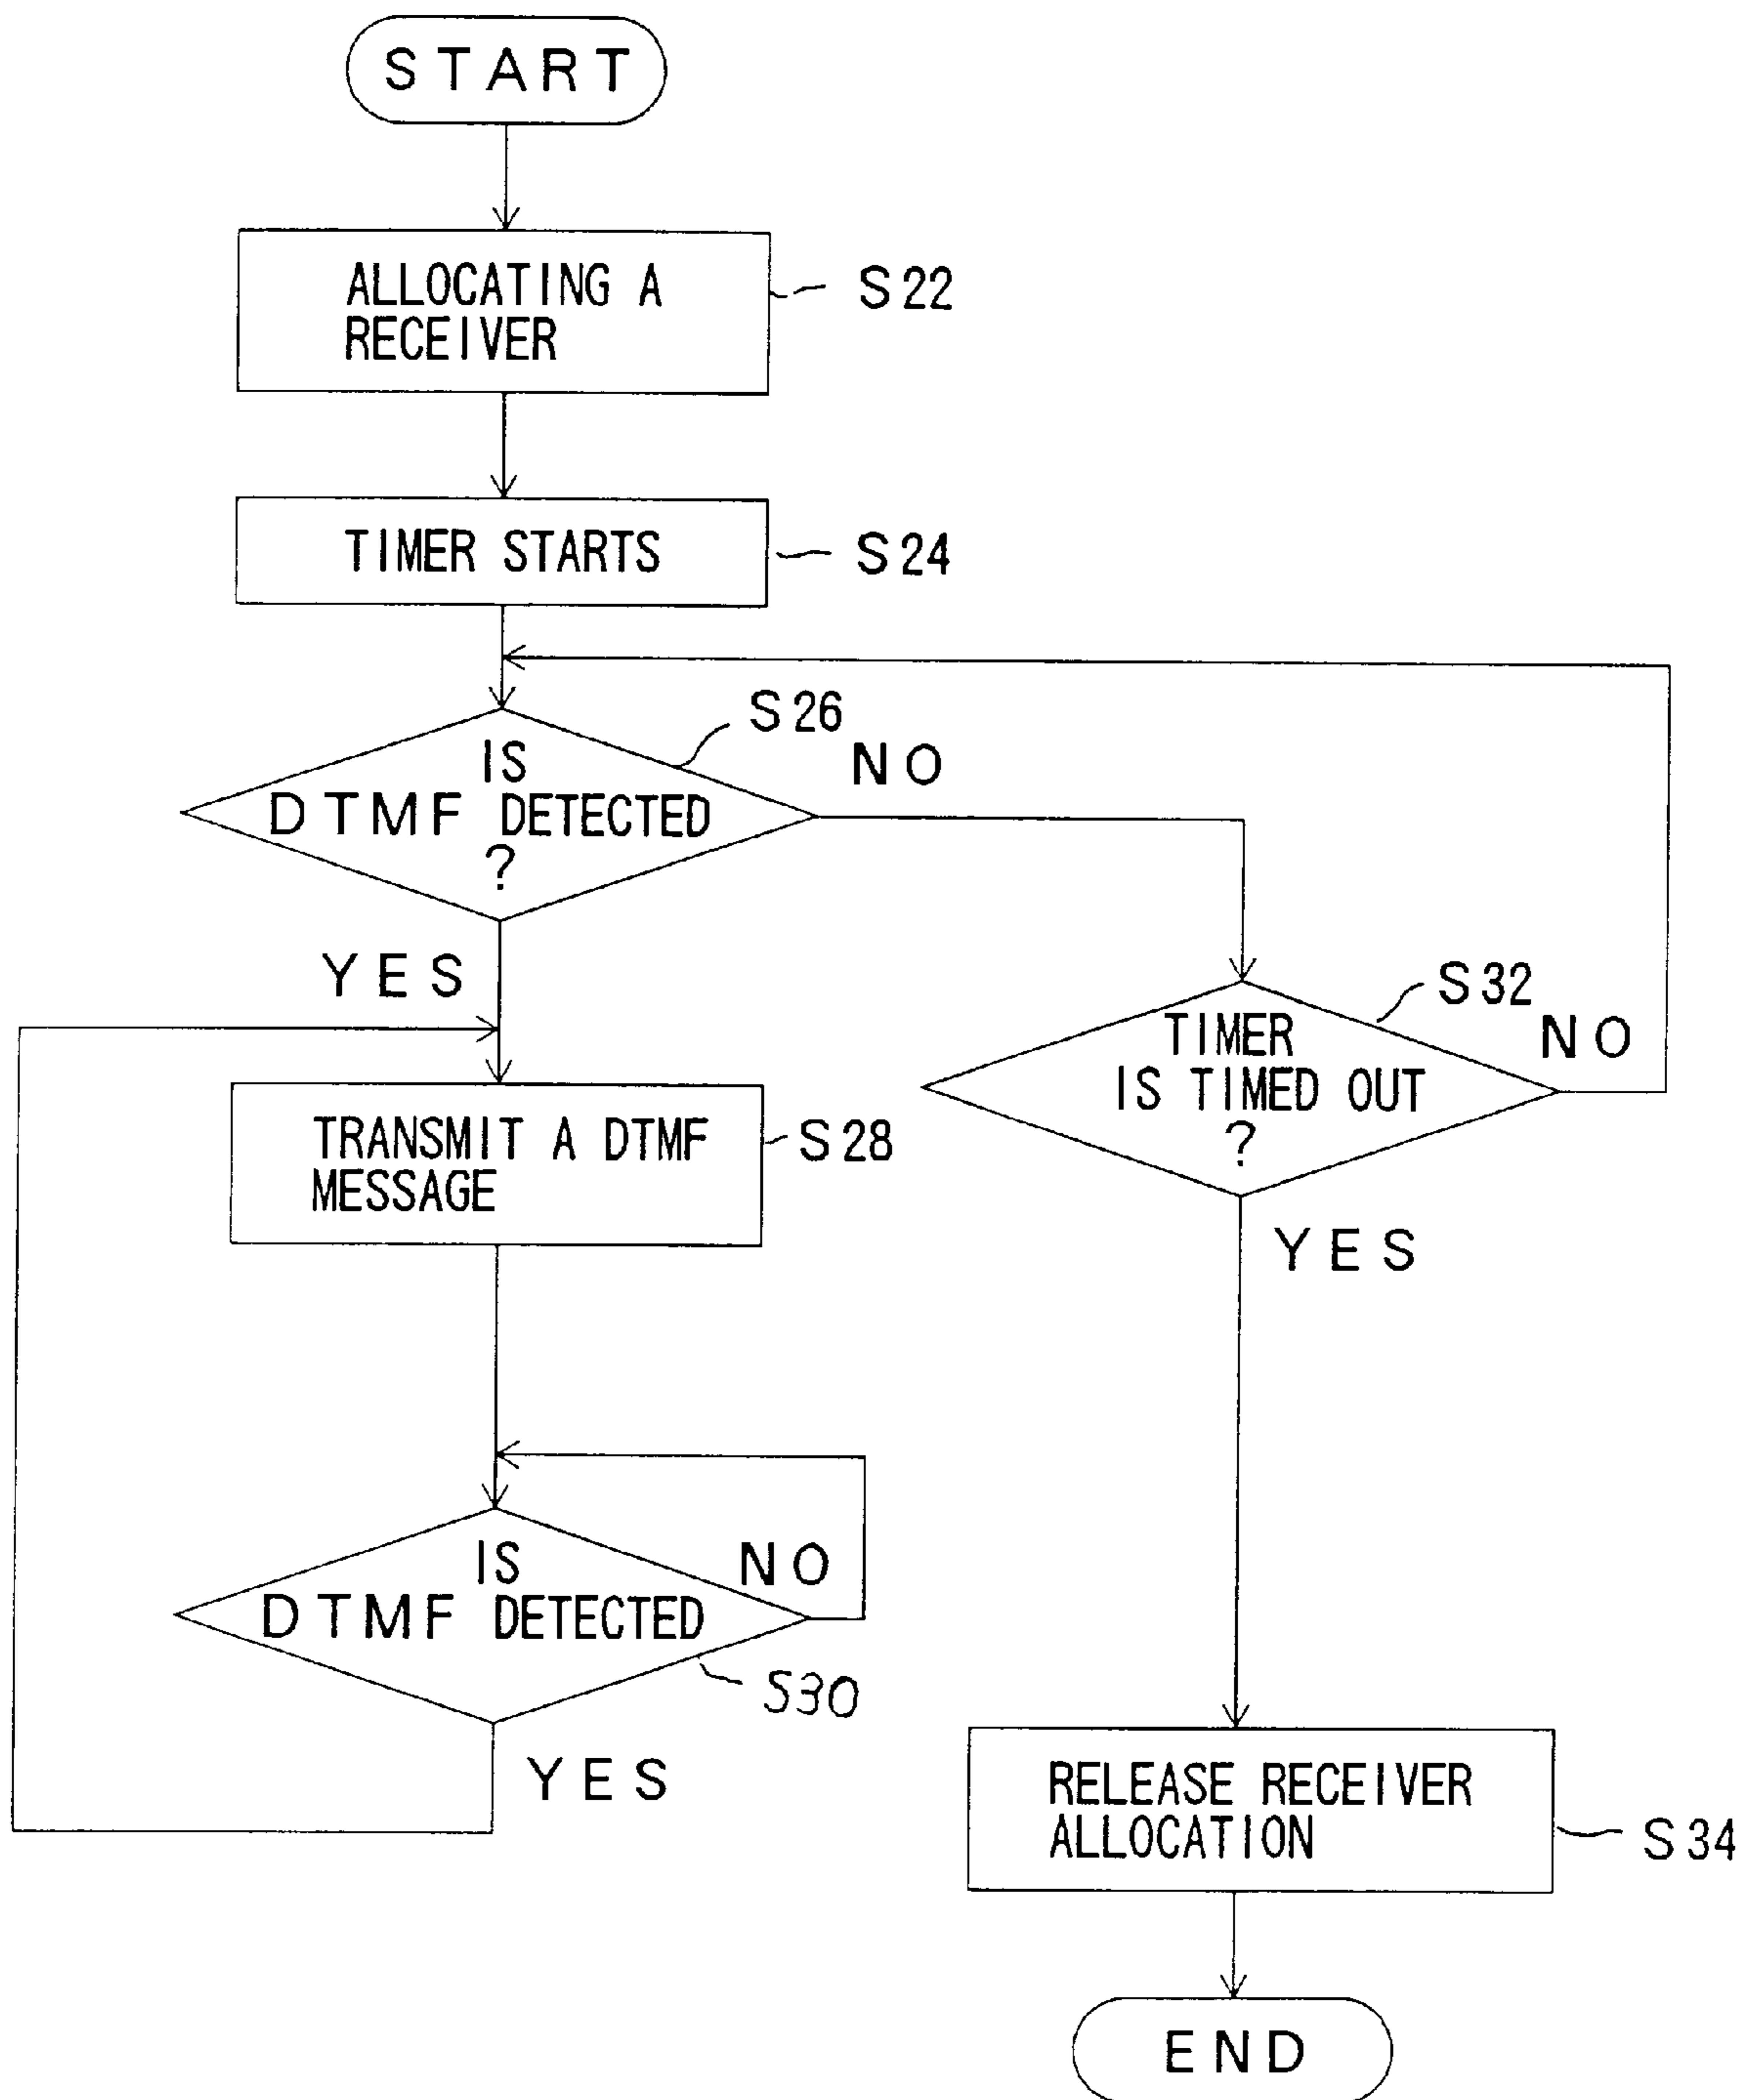 START
ALLOCATING A
RECEIVER
S22
TIMER STARTS
S24
S26
IS
DTMF DETECTED
?
NO
YES
S32
TIMER
IS TIMED OUT
?
NO
YES
TRANSMIT A DTMF
MESSAGE
S28
IS
DTMF DETECTED
NO
S30
YES
RELEASE RECEIVER
ALLOCATION
S34
END